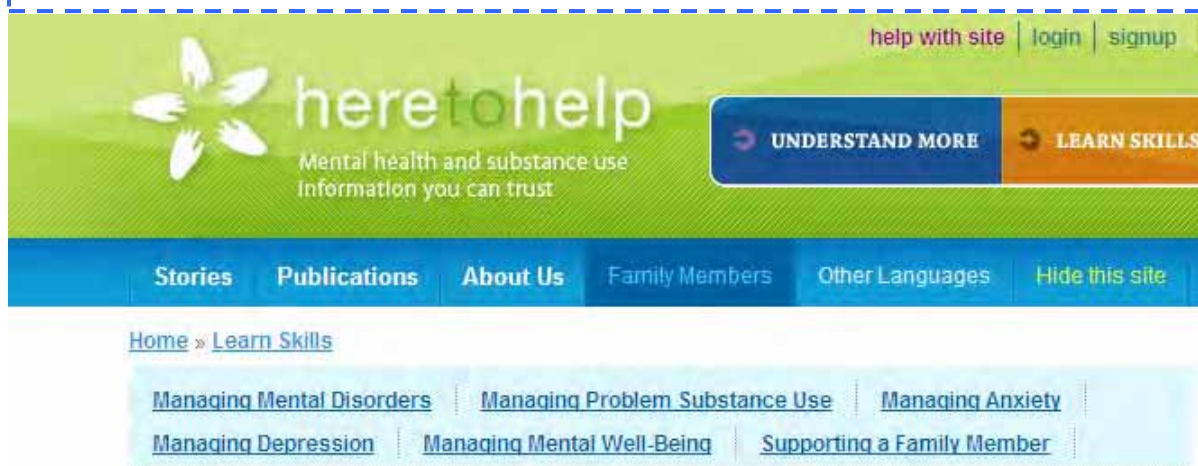 help with site | login | signup
heretohelp
Mental health and substance use
information you can trust
UNDERSTAND MORE
LEARN SKILLS
Stories Publications About Us Family Members Other Languages Hide this site
Home » Learn Skills
Managing Mental Disorders Managing Problem Substance Use Managing Anxiety
Managing Depression Managing Mental Well-Being Supporting a Family Member